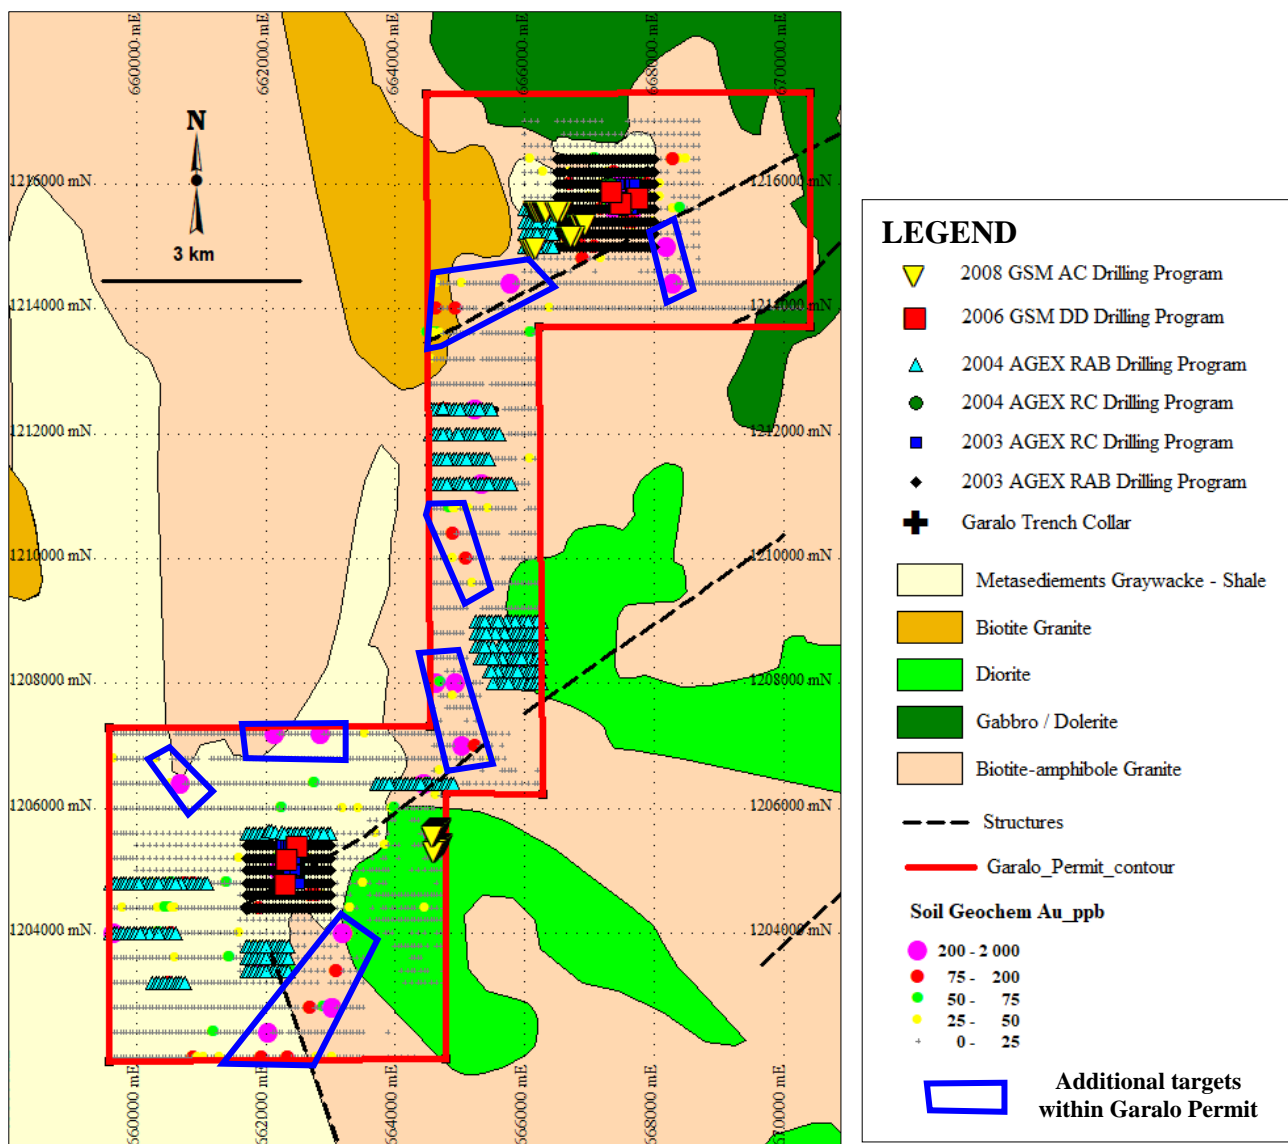 660000 mE
662000 mE
664000 mE
666000 mE
668000 mE
670000 mE
N
3 km
1216000 mN
1216000 mN
1214000 mN
1214000 mN
1212000 mN
1212000 mN
1210000 mN
1210000 mN
1208000 mN
1208000 mN
1206000 mN
1206000 mN
1204000 mN
1204000 mN
660000 mE
662000 mE
664000 mE
666000 mE
668000 mE
670000 mE
LEGEND
2008 GSM AC Drilling Program
2006 GSM DD Drilling Program
2004 AGEX RAB Drilling Program
2004 AGEX RC Drilling Program
2003 AGEX RC Drilling Program
2003 AGEX RAB Drilling Program
Garalo Trench Collar
Metasediements Graywacke - Shale
Biotite Granite
Diorite
Gabbro / Dolerite
Biotite-amphibole Granite
Structures
Garalo_Permit_contour
Soil Geochem Au_ppb
200 - 2 000
75 - 200
50 - 75
25 - 50
0 - 25
Additional targets
within Garalo Permit